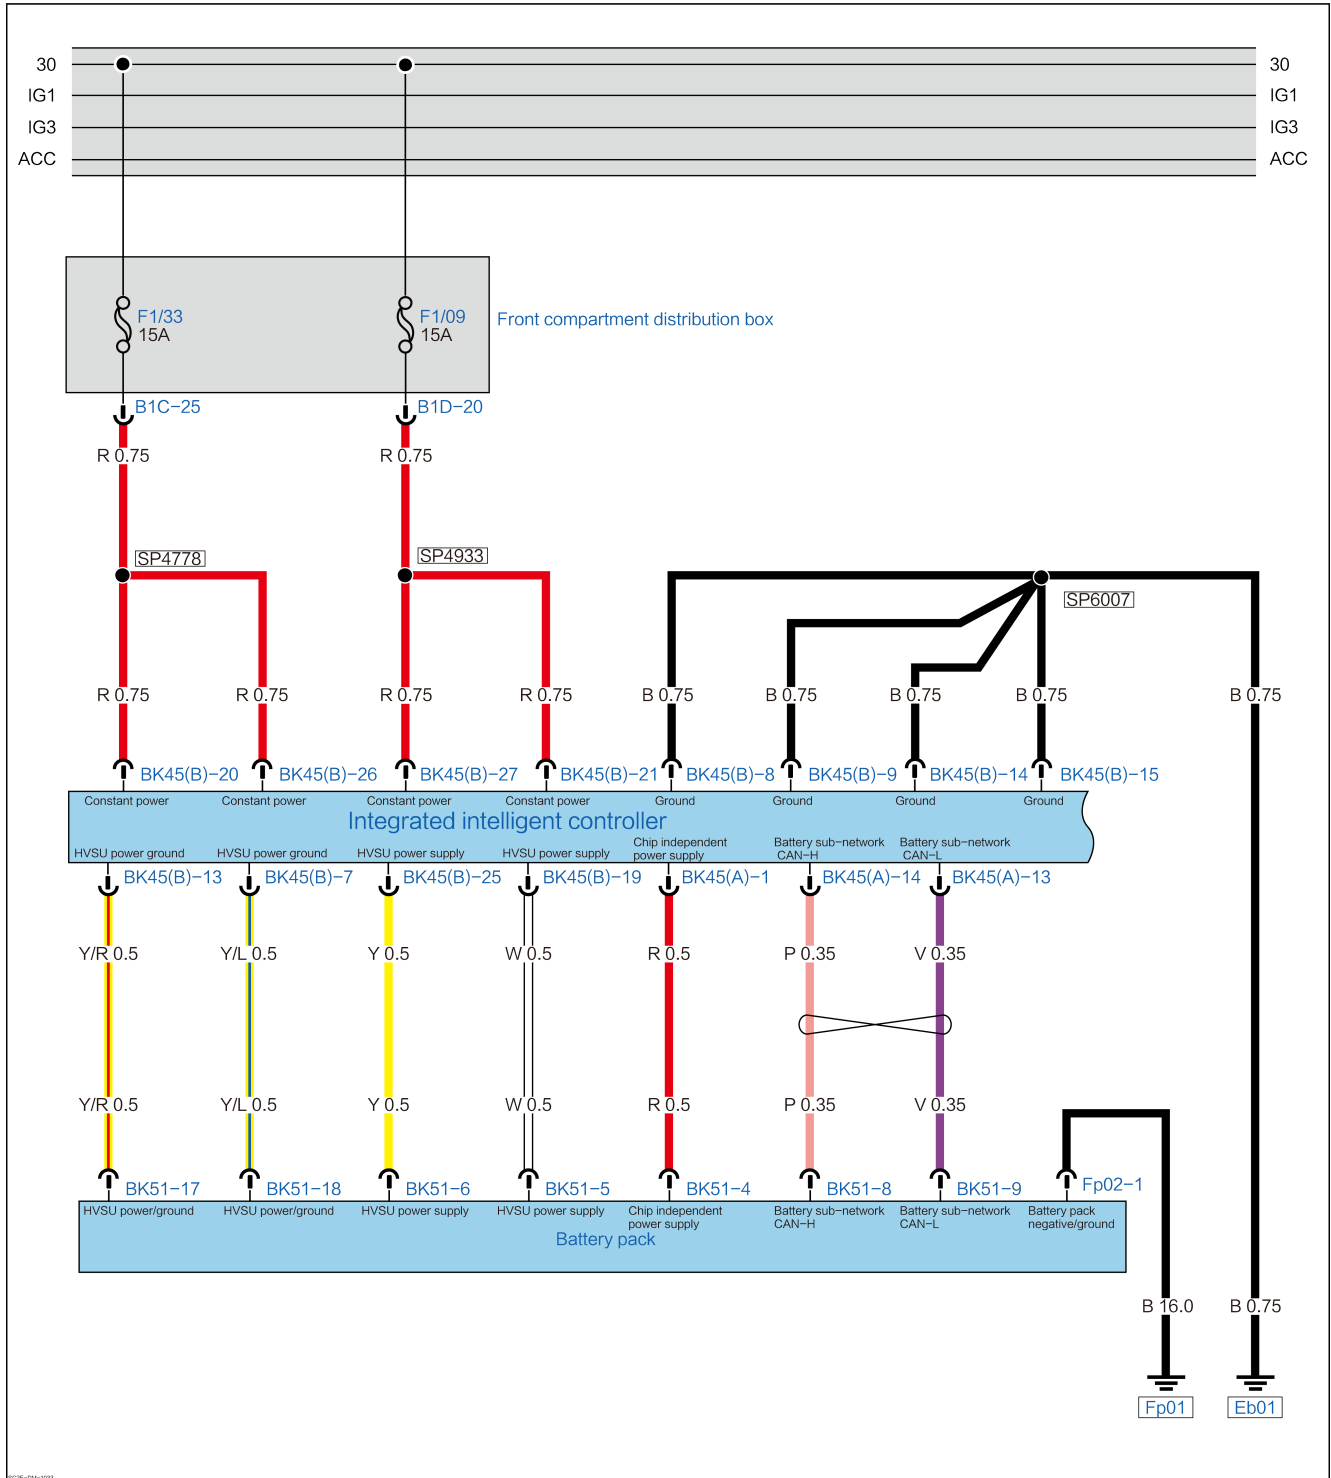 30 30
IG1 IG1
IG3 IG3
ACC ACC
F1/33 F1/09 Front compartment distribution box
15A 15A
B1C-25 B1D-20
R 0.75 R 0.75
SP4778 SP4933
SP6007
R 0.75 R 0.75 R 0.75 R 0.75 B 0.75 B 0.75 B 0.75 B 0.75 B 0.75
BK45(B)-20 BK45(B)-26 BK45(B)-27 BK45(B)-21 BK45(B)-8 BK45(B)-9 BK45(B)-14 BK45(B)-15
Constant power Constant power Constant power Constant power Ground Ground Ground Ground
Integrated intelligent controller
HVSU power ground HVSU power ground HVSU power supply HVSU power supply Chip independent power supply Battery sub-network CAN-H Battery sub-network CAN-L
BK45(B)-13 BK45(B)-7 BK45(B)-25 BK45(B)-19 BK45(A)-1 BK45(A)-14 BK45(A)-13
Y/R 0.5 Y/L 0.5 Y 0.5 W 0.5 R 0.5 P 0.35 V 0.35
Y/R 0.5 Y/L 0.5 Y 0.5 W 0.5 R 0.5 P 0.35 V 0.35
BK51-17 BK51-18 BK51-6 BK51-5 BK51-4 BK51-8 BK51-9 Fp02-1
HVSU power/ground HVSU power/ground HVSU power supply HVSU power supply Chip independent power supply Battery sub-network CAN-H Battery sub-network CAN-L Battery pack negative/ground
Battery pack
B 16.0 B 0.75
Fp01 Eb01